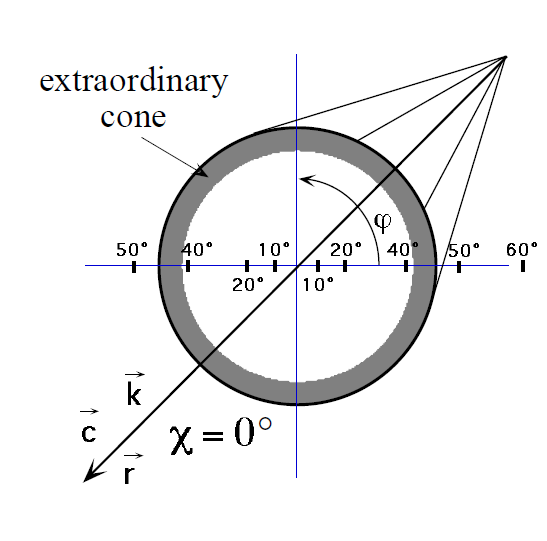 extraordinary
cone
φ
50° 40° 10° 20° 40° 50° 60°
20° 10°
k⃗
c⃗
χ = 0°
r⃗